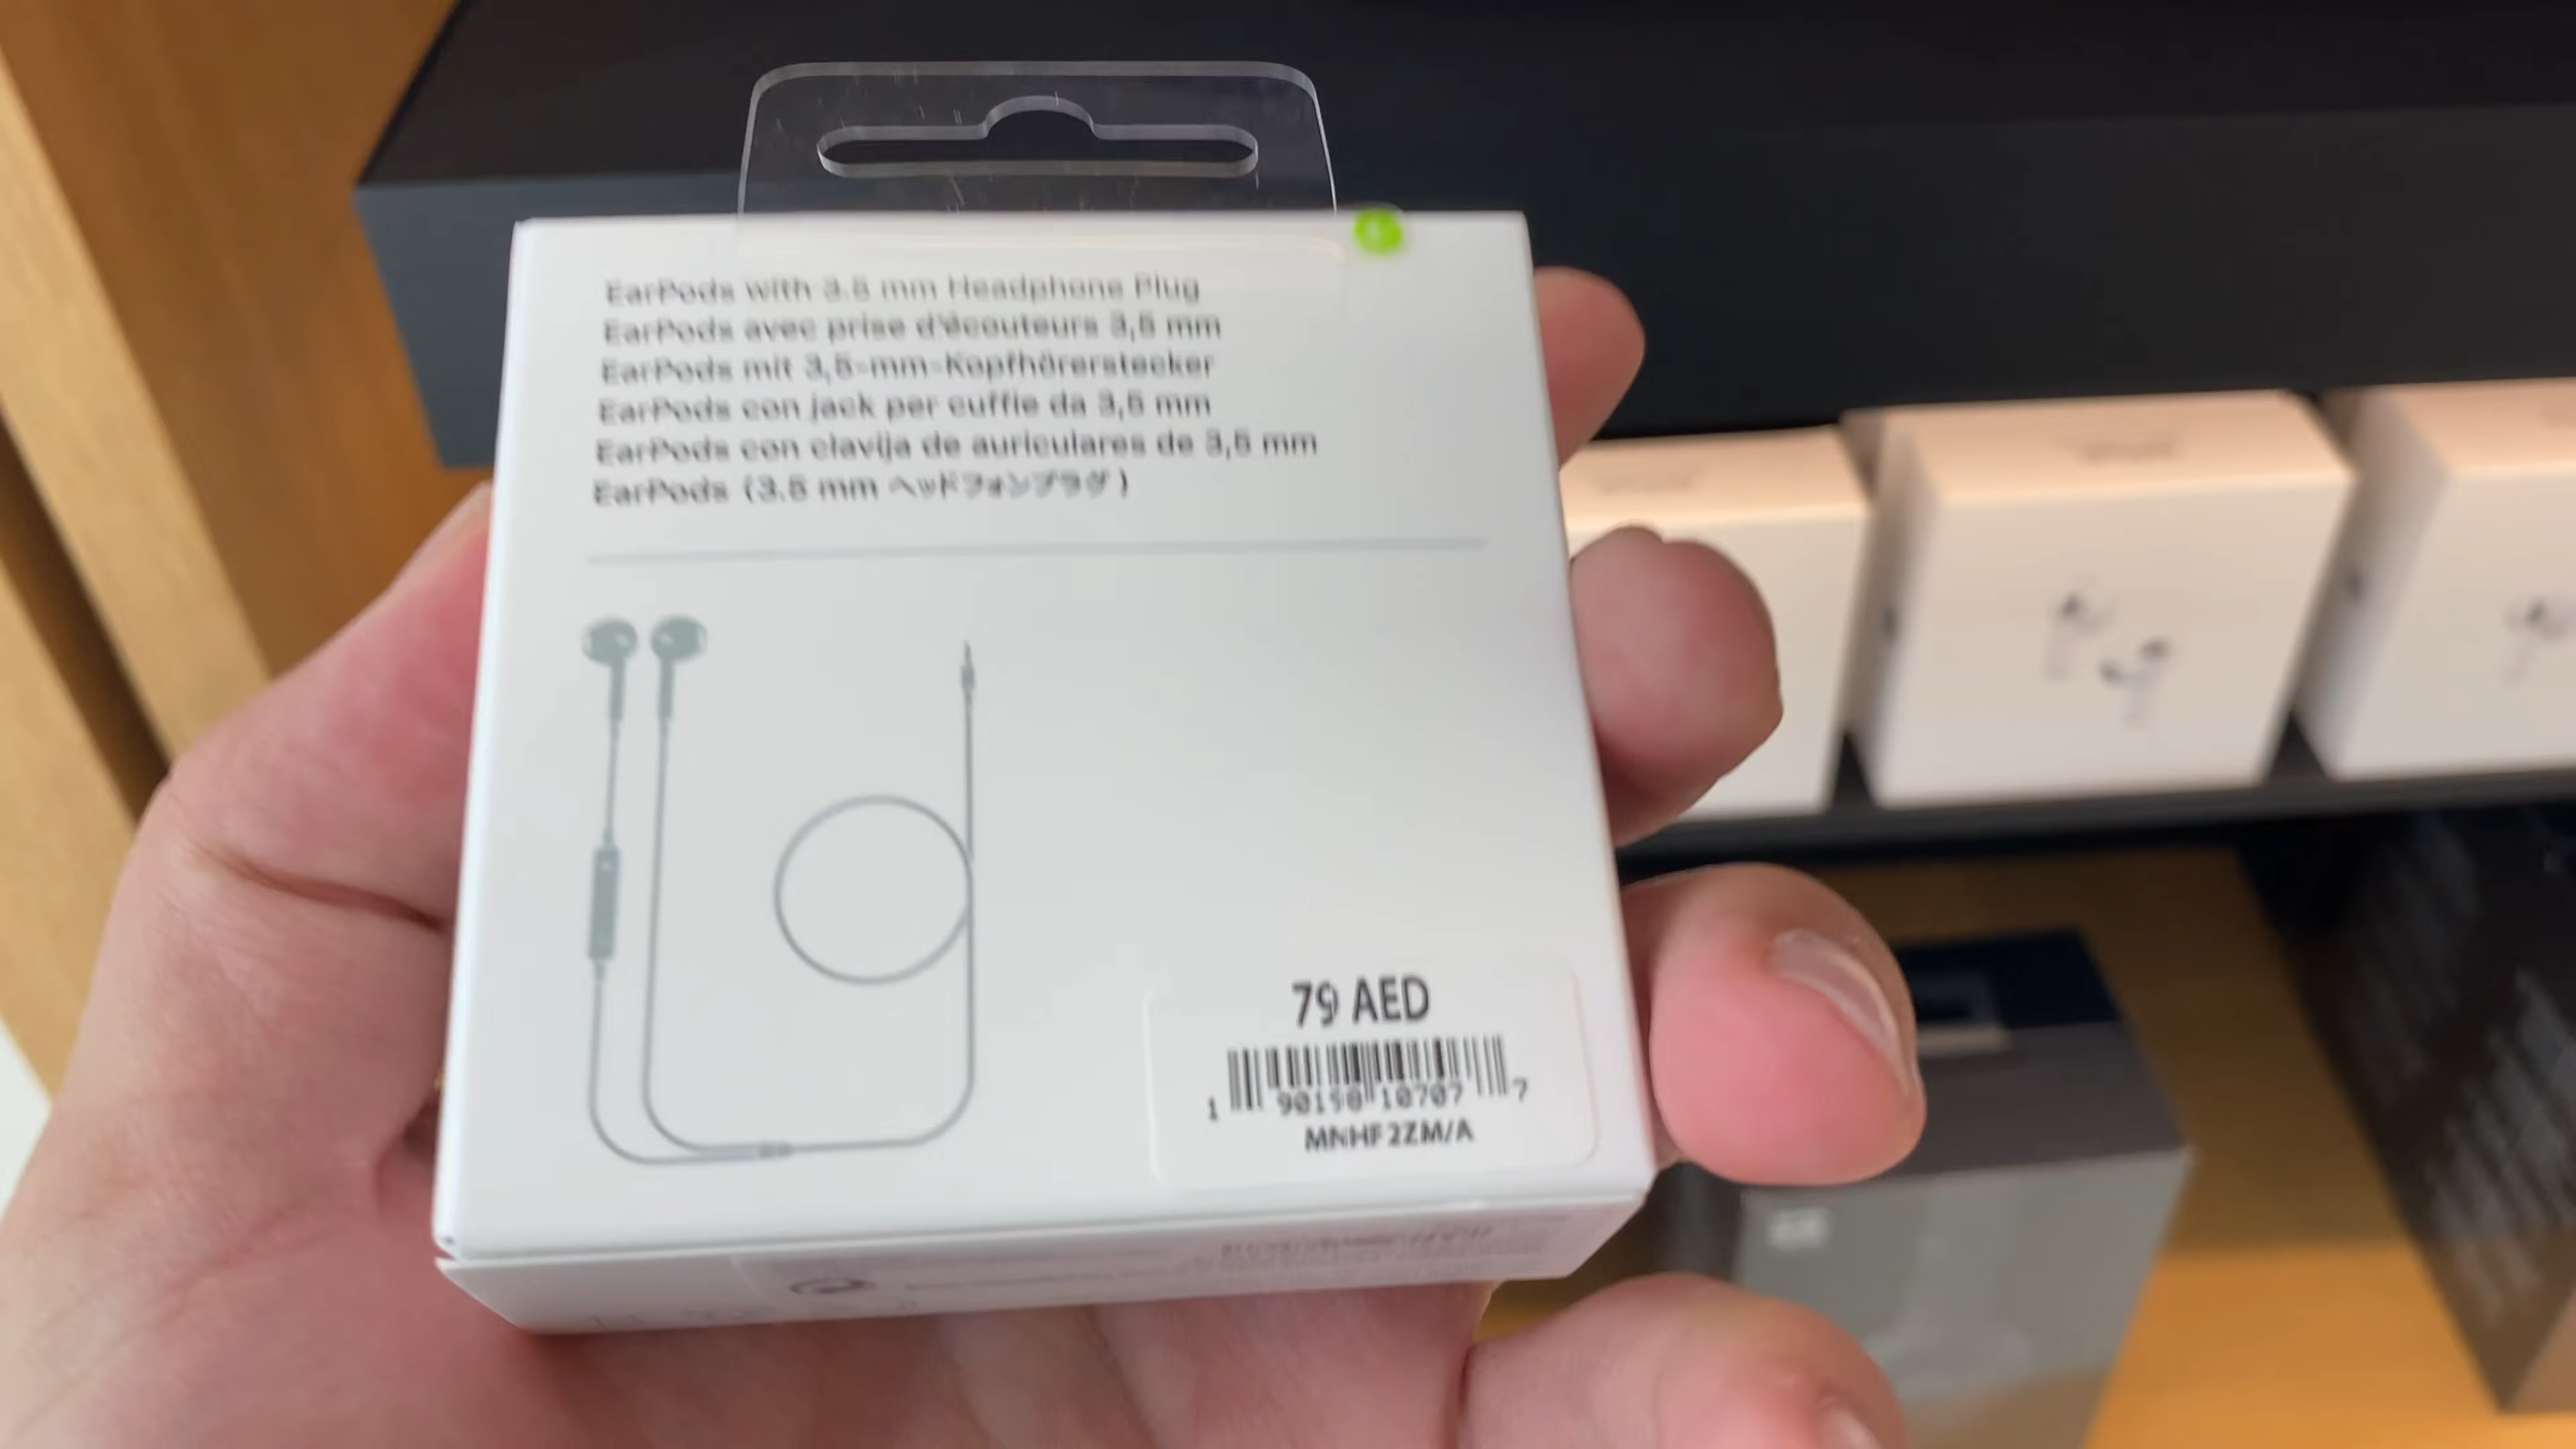 EarPods with 3.5 mm Headphone Plug
EarPods avec prise d'écouteurs 3,5 mm
EarPods mit 3,5-mm-Kopfhörerstecker
EarPods con jack per cuffie da 3,5 mm
EarPods con clavija de auriculares de 3,5 mm
EarPods (3.5 mm ヘッドフォンプラグ)
79 AED
1 90198 10707 7
MNHF2ZM/A